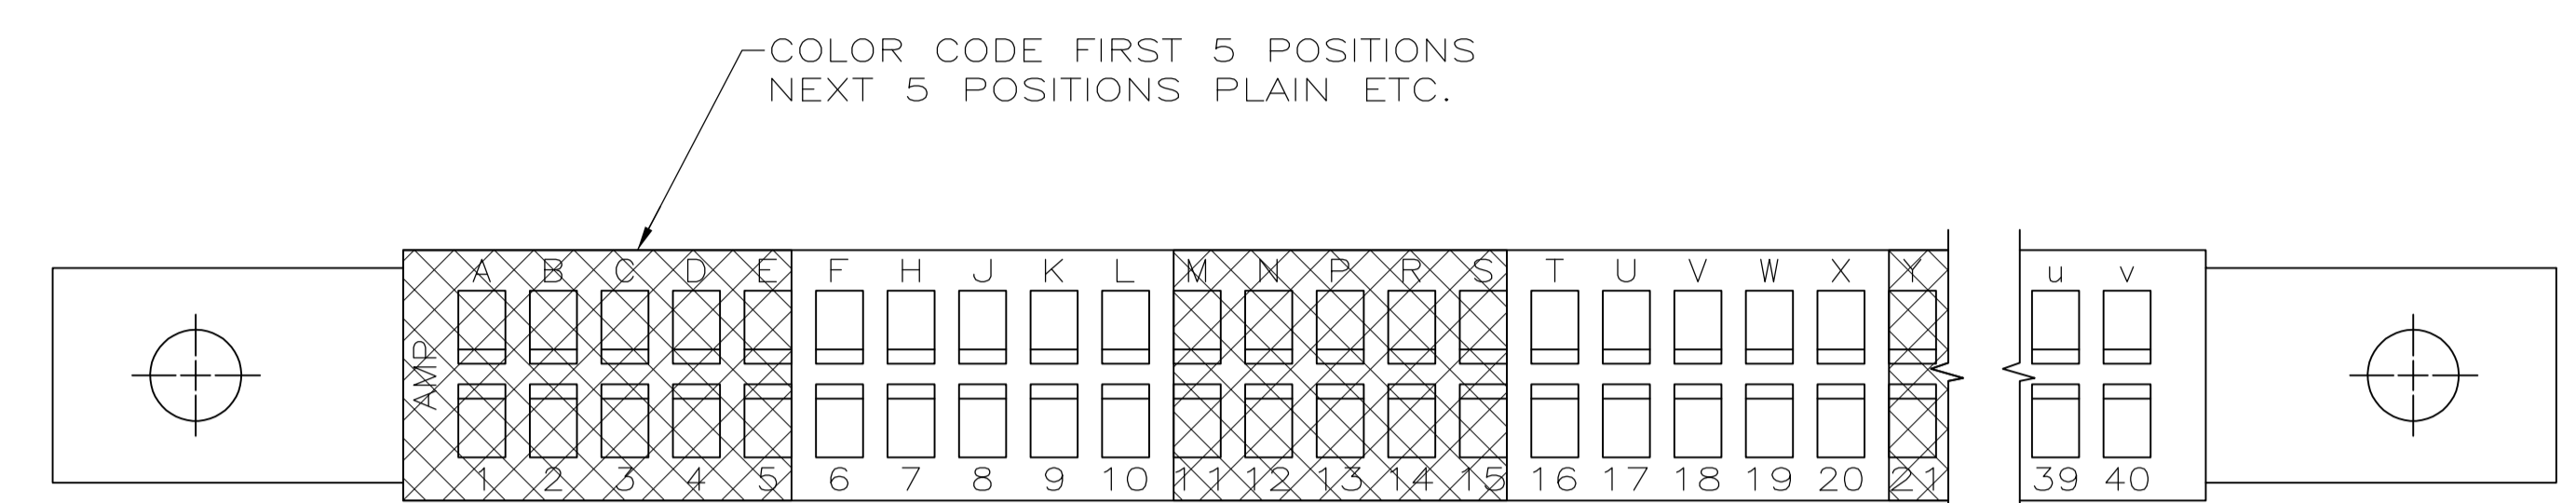 COLOR CODE FIRST 5 POSITIONS
NEXT 5 POSITIONS PLAIN ETC.
A B C D E F H J K L M N P R S T U V W X Y u v
AMP
1 2 3 4 5 6 7 8 9 10 11 12 13 14 15 16 17 18 19 20 21 39 40